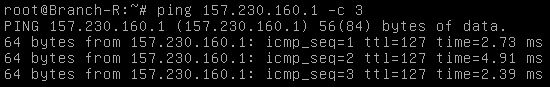 root@Branch-R:~# ping 157.230.160.1 -c 3
PING 157.230.160.1 (157.230.160.1) 56(84) bytes of data.
64 bytes from 157.230.160.1: icmp_seq=1 ttl=127 time=2.73 ms
64 bytes from 157.230.160.1: icmp_seq=2 ttl=127 time=4.91 ms
64 bytes from 157.230.160.1: icmp_seq=3 ttl=127 time=2.39 ms